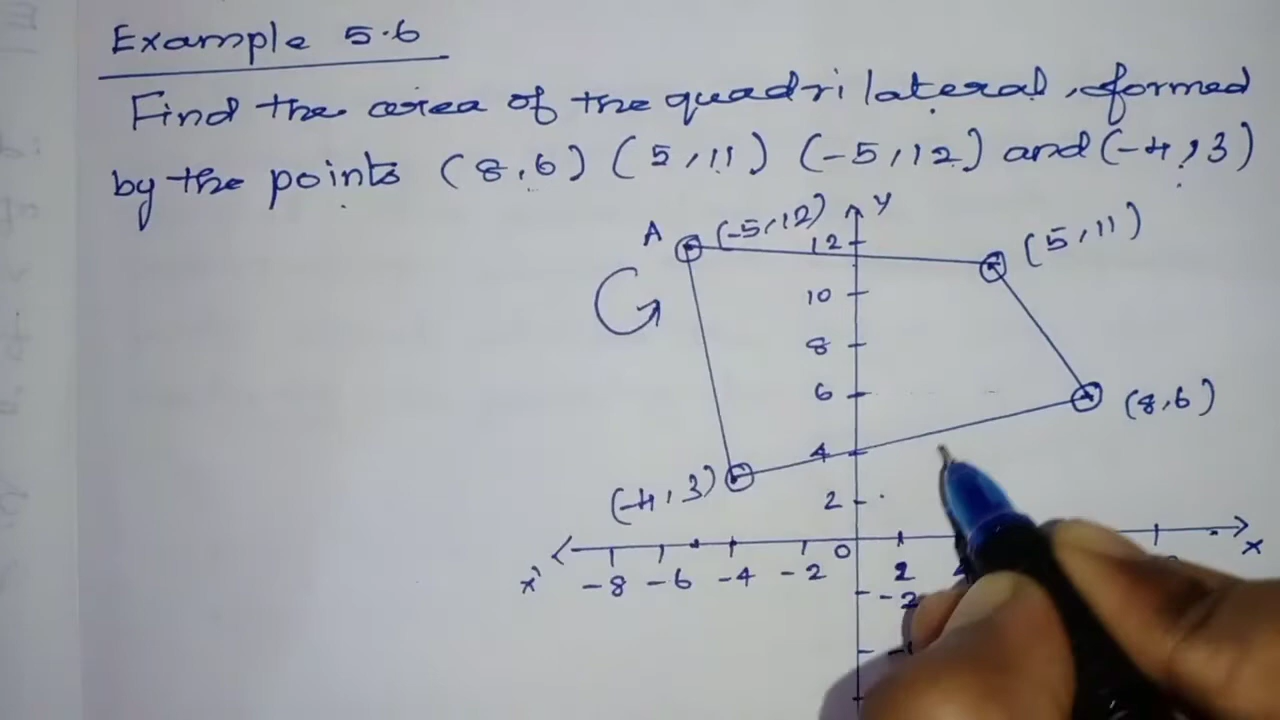 Example 5.6
Find the area of the quadrilateral, formed
by the points (8,6) (5,11) (-5,12) and (-4,3)
A (-5,12) 12 y (5,11)
10
8
6 (8,6)
4
(-4,3) 2
x' -8 -6 -4 -2 0 2 x
-2